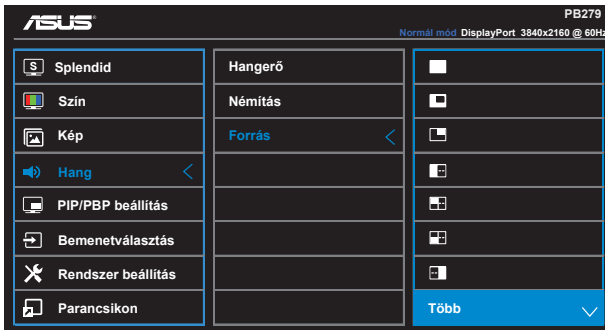 ASUS
PB279
Normál mód DisplayPort 3840x2160 @ 60Hz
S Splendid
Szín
Kép
Hang
PIP/PBP beállítás
Bemenetválasztás
Rendszer beállítás
Parancsikon
Hangerő
Némítás
Forrás
Több